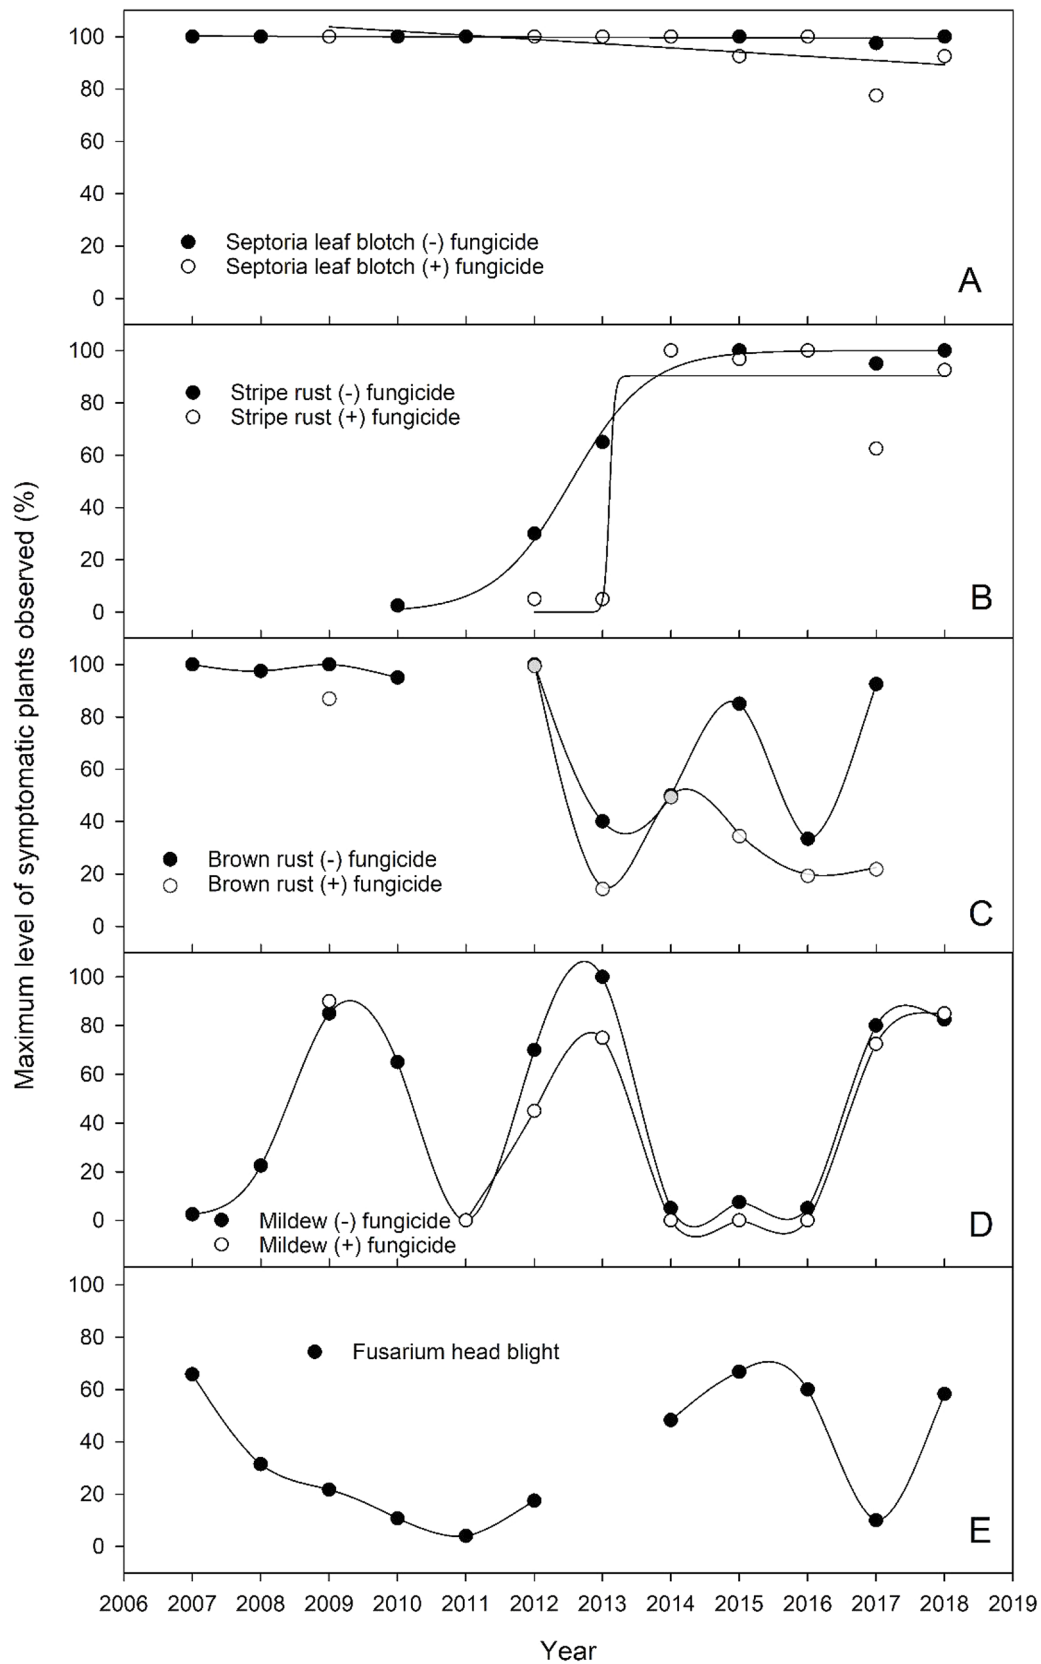 Maximum level of symptomatic plants observed (%)
100
80
60
40
20
0
Septoria leaf blotch (-) fungicide
Septoria leaf blotch (+) fungicide
A
100
80
60
40
20
0
Stripe rust (-) fungicide
Stripe rust (+) fungicide
B
100
80
60
40
20
0
Brown rust (-) fungicide
Brown rust (+) fungicide
C
100
80
60
40
20
0
Mildew (-) fungicide
Mildew (+) fungicide
D
100
80
60
40
20
0
Fusarium head blight
E
2006 2007 2008 2009 2010 2011 2012 2013 2014 2015 2016 2017 2018 2019
Year